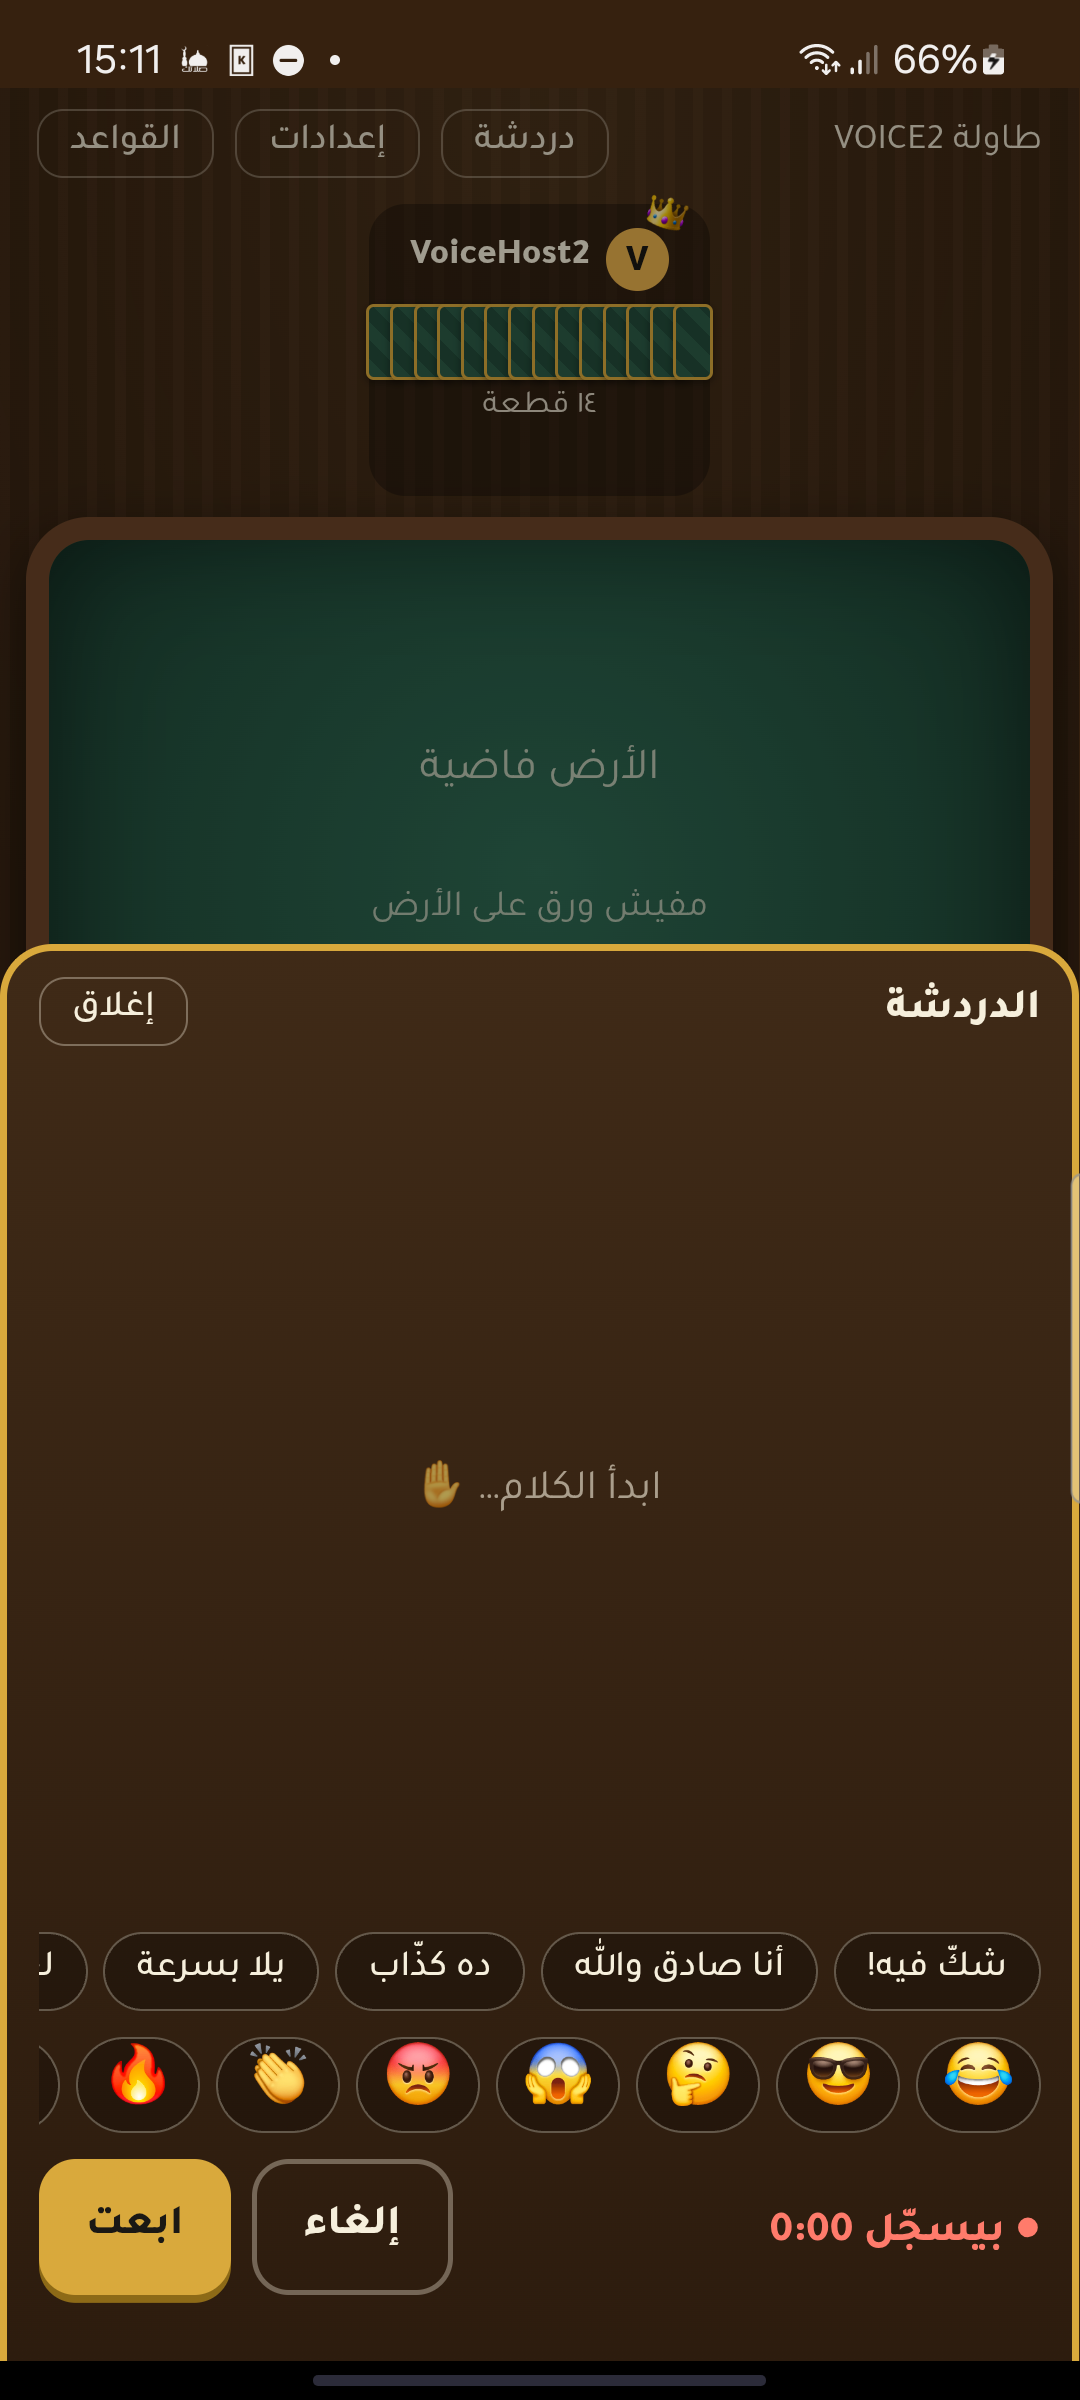 15:11 66%
طاولة VOICE2 دردشة إعدادات القواعد
V VoiceHost2
١٤ قطعة
الأرض فاضية
مفيش ورق على الأرض
الدردشة إغلاق
ابدأ الكلام... ✋
شكّ فيه! أنا صادق والله ده كذّاب يلا بسرعة
😂 😎 🤔 😱 😡 👏 🔥
بيسجّل 0:00 إلغاء ابعت